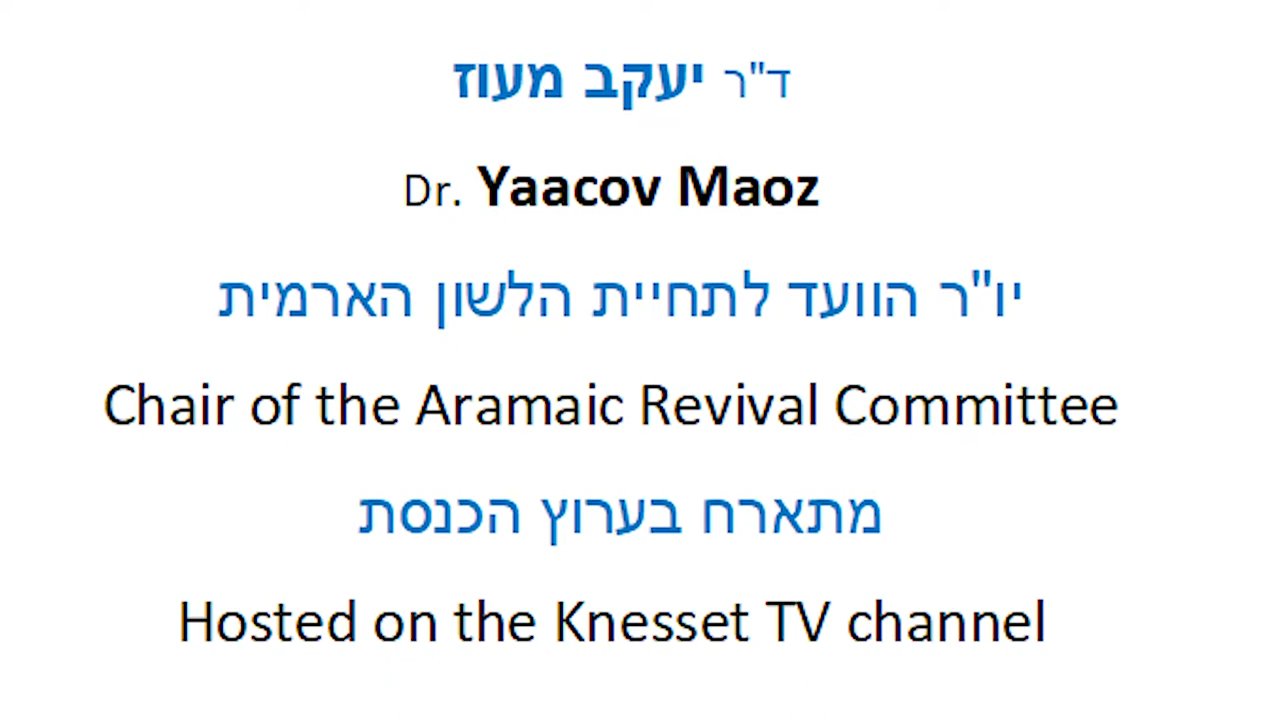 ד"ר יעקב מעוז
Dr. Yaacov Maoz
יו"ר הוועד לתחיית הלשון הארמית
Chair of the Aramaic Revival Committee
מתארח בערוץ הכנסת
Hosted on the Knesset TV channel